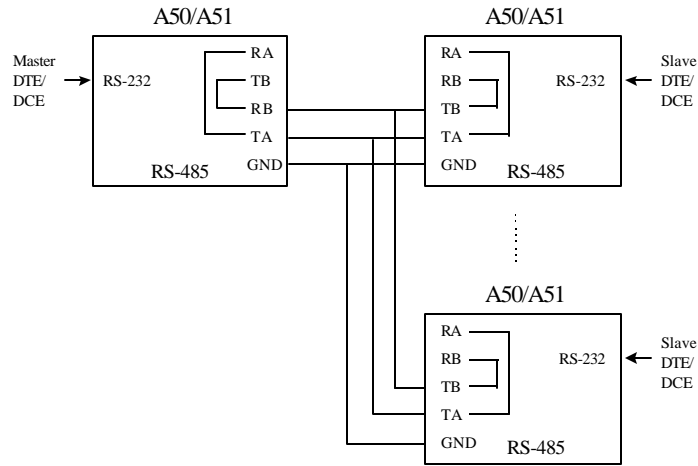 A50/A51
Master
DTE/
DCE
RS-232
RA
TB
RB
TA
GND
RS-485
A50/A51
RA
RB
TB
TA
GND
RS-232
RS-485
Slave
DTE/
DCE
A50/A51
RA
RB
TB
TA
GND
RS-232
RS-485
Slave
DTE/
DCE